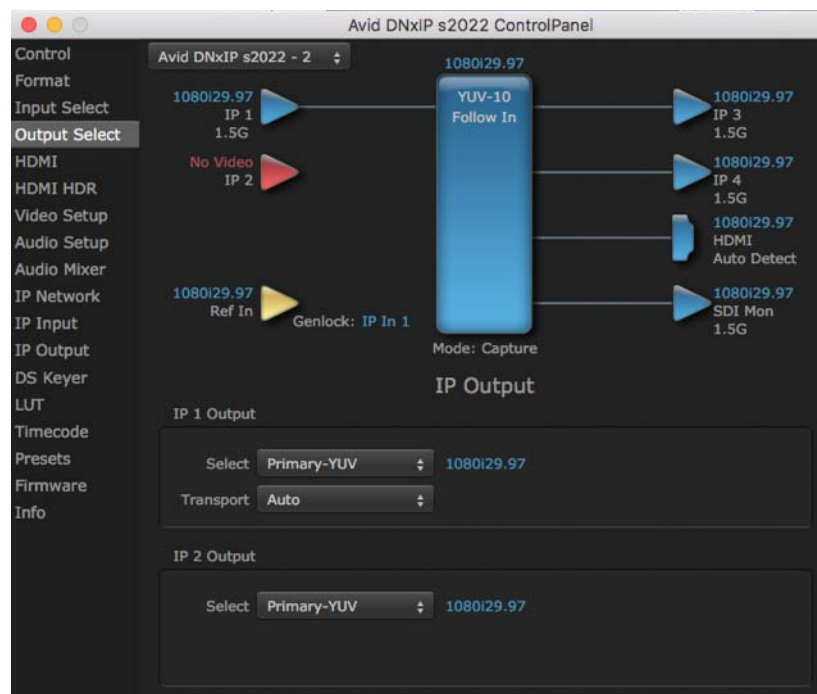 Avid DNxIP s2022 ControlPanel
Control
Format
Input Select
Output Select
HDMI
HDMI HDR
Video Setup
Audio Setup
Audio Mixer
IP Network
IP Input
IP Output
DS Keyer
LUT
Timecode
Presets
Firmware
Info
Avid DNxIP s2022 - 2
1080i29.97
IP 1
1.5G
No Video
IP 2
1080i29.97
Ref In
Genlock: IP In 1
1080i29.97
YUV-10
Follow In
Mode: Capture
1080i29.97
IP 3
1.5G
1080i29.97
IP 4
1.5G
1080i29.97
HDMI
Auto Detect
1080i29.97
SDI Mon
1.5G
IP Output
IP 1 Output
Select Primary-YUV 1080i29.97
Transport Auto
IP 2 Output
Select Primary-YUV 1080i29.97